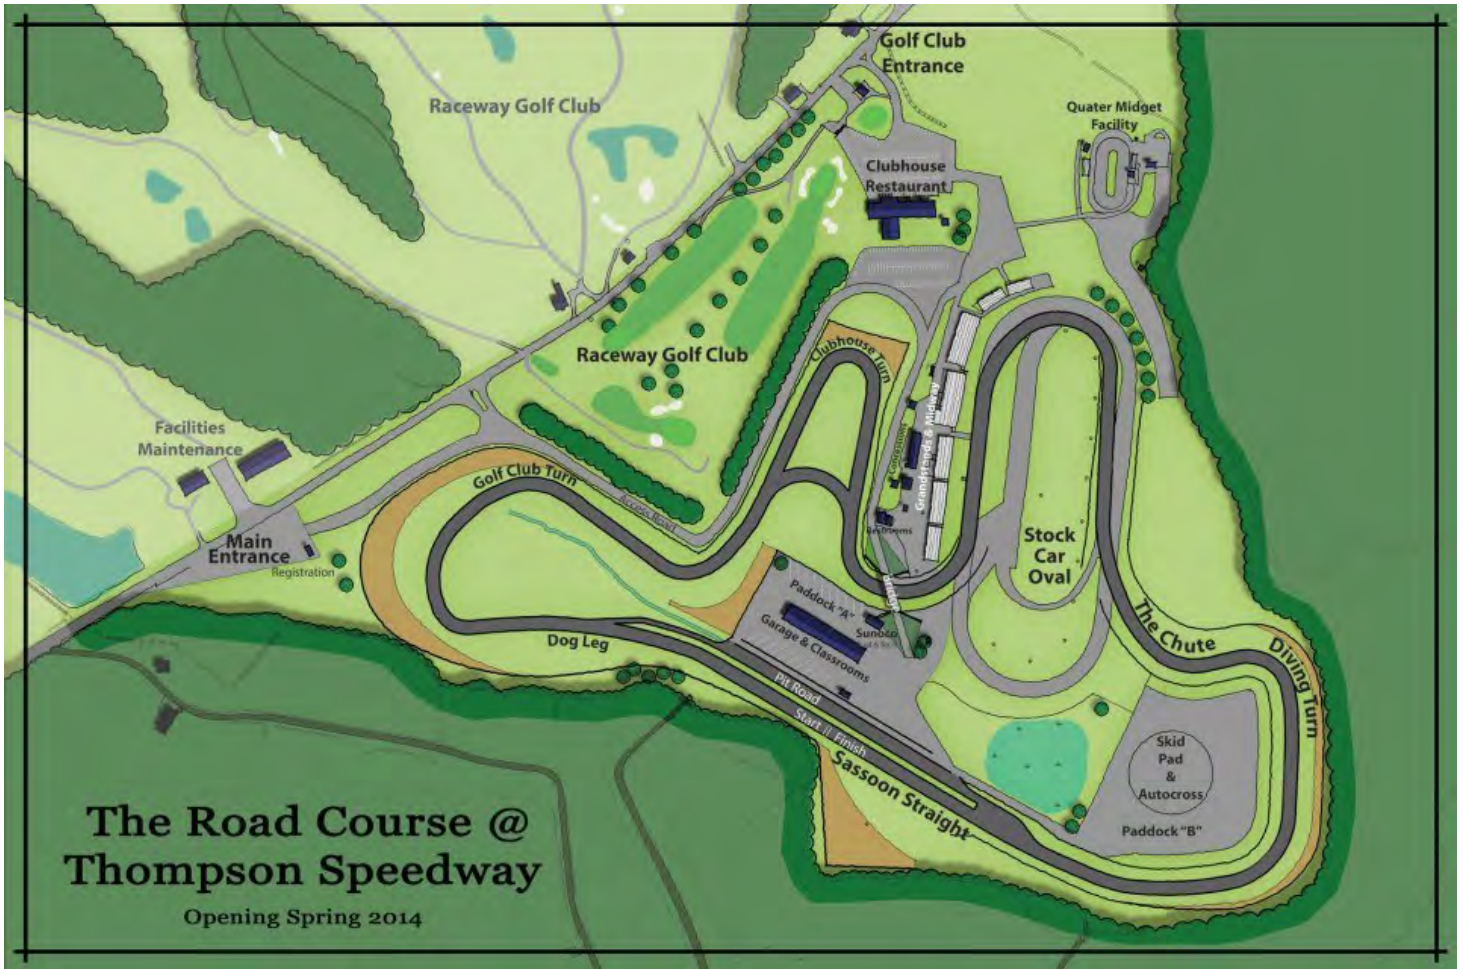 Golf Club
Entrance
Raceway Golf Club
Quater Midget
Facility
Clubhouse
Restaurant
Clubhouse Turn
Raceway Golf Club
Grandstands & Midway
Concessions
Facilities
Maintenance
Golf Club Turn
Access Road
Restrooms
Main
Entrance
Registration
Stock
Car
Oval
Bridge
Paddock "A"
Garage & Classrooms
Sunoco
The Chute
Diving Turn
Dog Leg
Pit Road
Start // Finish
Sassoon Straight
Skid
Pad
&
Autocross
Paddock "B"
The Road Course @
Thompson Speedway
Opening Spring 2014